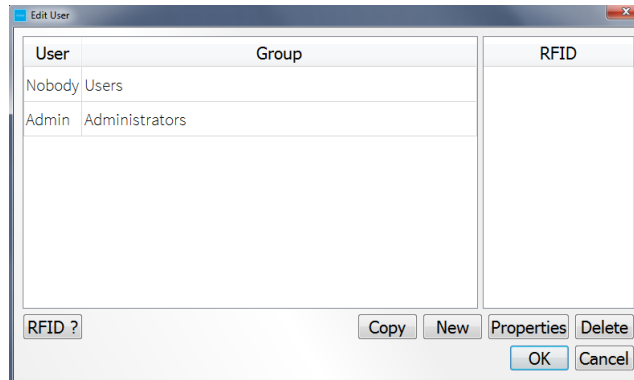 Edit User
User Group RFID
Nobody Users
Admin Administrators
RFID ? Copy New Properties Delete
OK Cancel